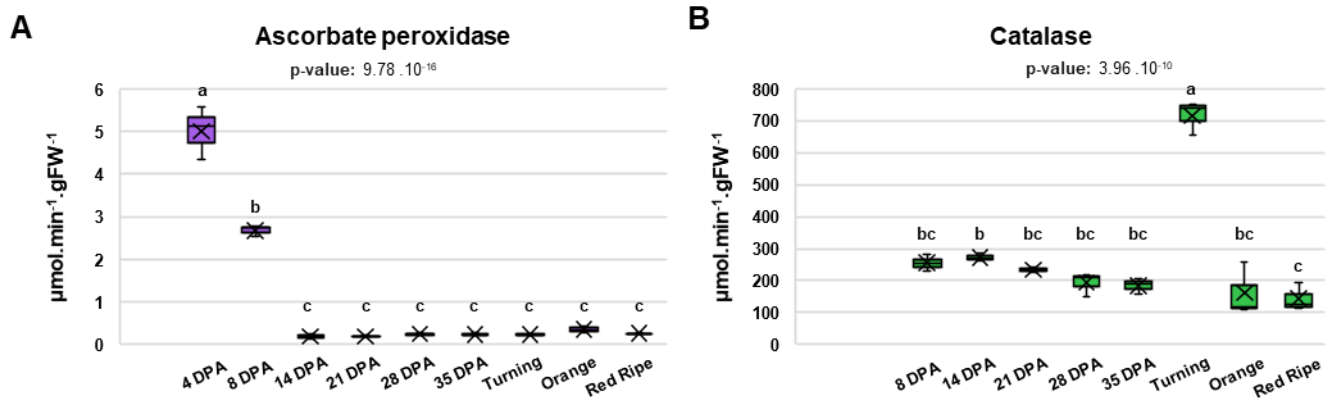 A
Ascorbate peroxidase
p-value: 9.78 .10⁻¹⁶
µmol.min⁻¹.gFW⁻¹
6
5
4
3
2
1
0
a
b
c
c
c
c
c
c
c
4 DPA
8 DPA
14 DPA
21 DPA
28 DPA
35 DPA
Turning
Orange
Red Ripe
B
Catalase
p-value: 3.96 .10⁻¹⁰
µmol.min⁻¹.gFW⁻¹
800
700
600
500
400
300
200
100
0
bc
b
bc
bc
bc
a
bc
c
8 DPA
14 DPA
21 DPA
28 DPA
35 DPA
Turning
Orange
Red Ripe